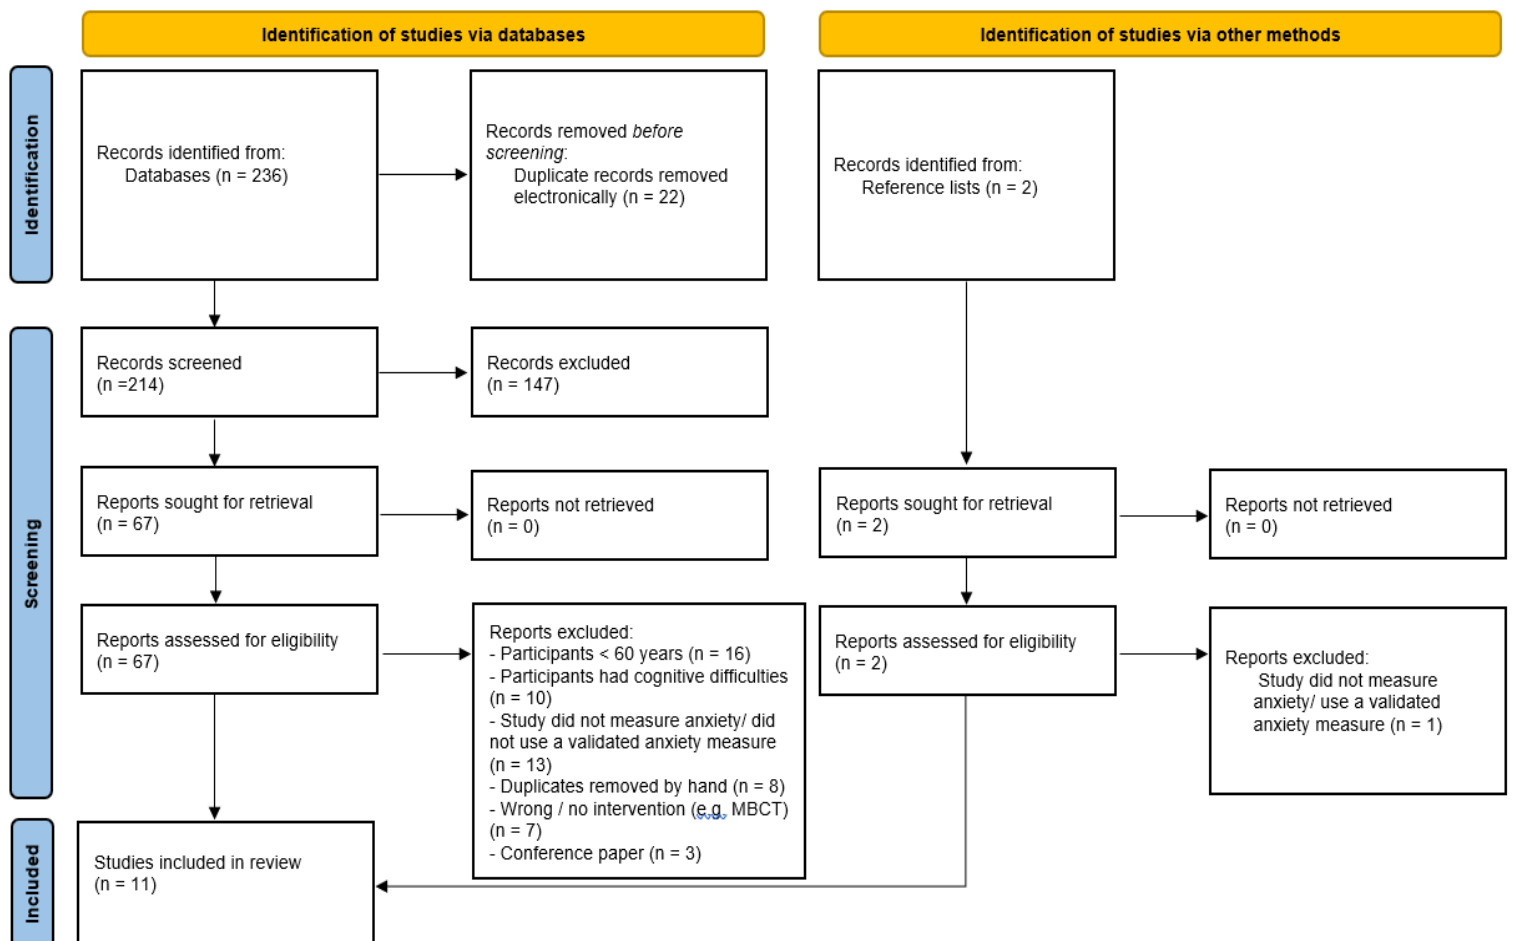 Identification of studies via databases
Identification of studies via other methods
Identification
Records identified from:
Databases (n = 236)
Records removed before
screening:
Duplicate records removed
electronically (n = 22)
Records identified from:
Reference lists (n = 2)
Screening
Records screened
(n =214)
Records excluded
(n = 147)
Reports sought for retrieval
(n = 67)
Reports not retrieved
(n = 0)
Reports sought for retrieval
(n = 2)
Reports not retrieved
(n = 0)
Reports assessed for eligibility
(n = 67)
Reports excluded:
- Participants < 60 years (n = 16)
- Participants had cognitive difficulties
(n = 10)
- Study did not measure anxiety/ did
not use a validated anxiety measure
(n = 13)
- Duplicates removed by hand (n = 8)
- Wrong / no intervention (e.g. MBCT)
(n = 7)
- Conference paper (n = 3)
Reports assessed for eligibility
(n = 2)
Reports excluded:
Study did not measure
anxiety/ use a validated
anxiety measure (n = 1)
Included
Studies included in review
(n = 11)